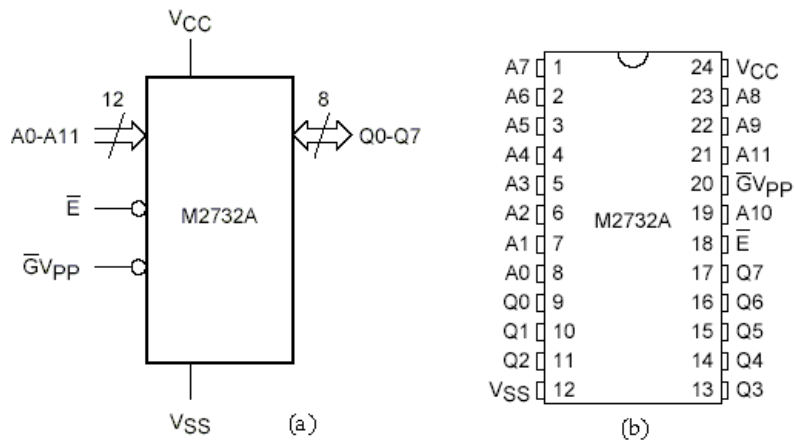 VCC
12
8
A0-A11
Q0-Q7
E̅
M2732A
G̅VPP
VSS
(a)
A7 1 24 VCC
A6 2 23 A8
A5 3 22 A9
A4 4 21 A11
A3 5 20 G̅VPP
A2 6 M2732A 19 A10
A1 7 18 E̅
A0 8 17 Q7
Q0 9 16 Q6
Q1 10 15 Q5
Q2 11 14 Q4
VSS 12 13 Q3
(b)